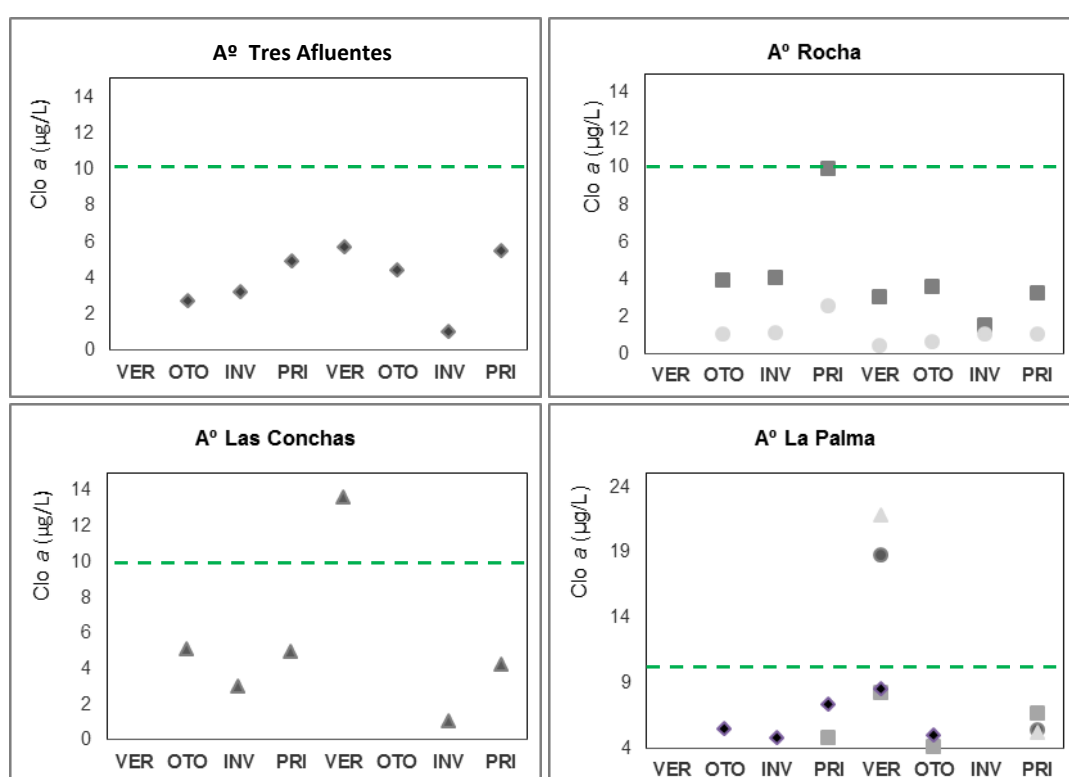 Aº Tres Afluentes
Clo a (µg/L)
14
12
10
8
6
4
2
0
VER OTO INV PRI VER OTO INV PRI
A° Rocha
Clo a (µg/L)
14
12
10
8
6
4
2
0
VER OTO INV PRI VER OTO INV PRI
A° Las Conchas
Clo a (µg/L)
14
12
10
8
6
4
2
0
VER OTO INV PRI VER OTO INV PRI
A° La Palma
Clo a (µg/L)
24
19
14
9
4
VER OTO INV PRI VER OTO INV PRI